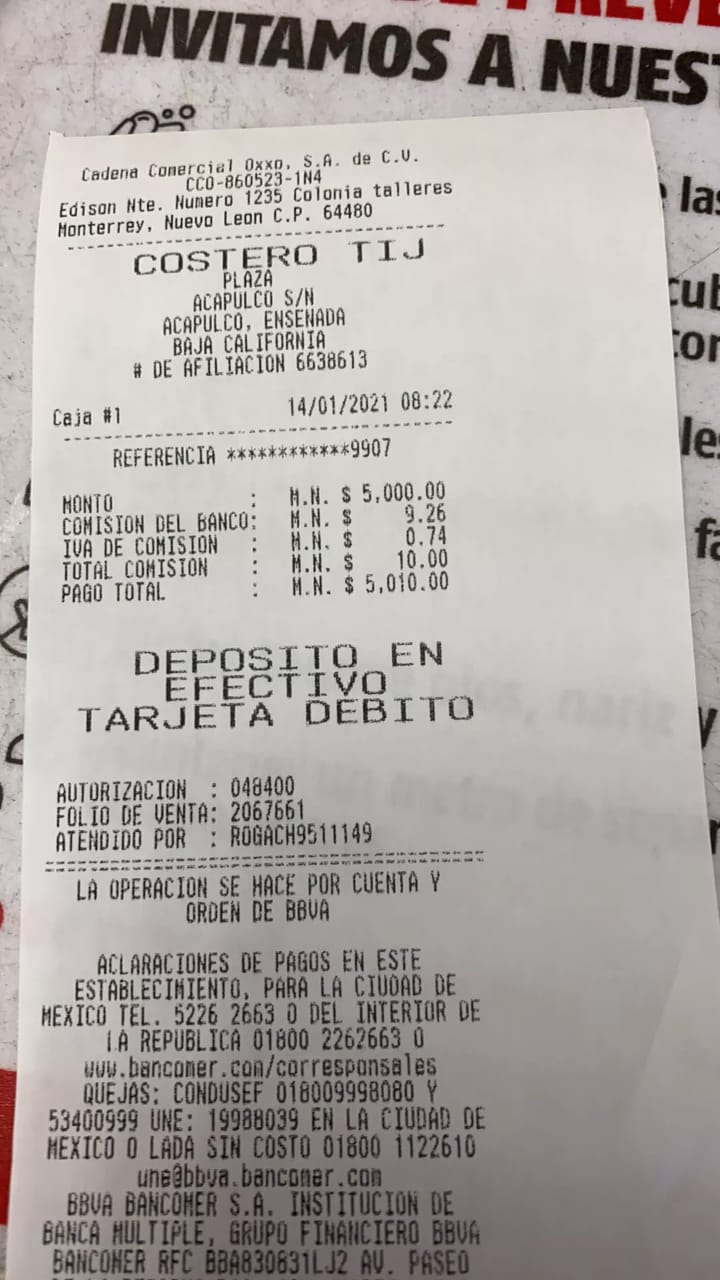 INVITAMOS A NUEST
Cadena Comercial Oxxo, S.A. de C.V.
CCO-860523-1N4
Edison Nte. Numero 1235 Colonia talleres
Monterrey, Nuevo Leon C.P. 64480
COSTERO TIJ
PLAZA
ACAPULCO S/N
ACAPULCO, ENSENADA
BAJA CALIFORNIA
# DE AFILIACION 6638613
Caja #1 14/01/2021 08:22
REFERENCIA ************9907
MONTO : M.N. $ 5,000.00
COMISION DEL BANCO: M.N. $ 9.26
IVA DE COMISION : M.N. $ 0.74
TOTAL COMISION : M.N. $ 10.00
PAGO TOTAL : M.N. $ 5,010.00
DEPOSITO EN
EFECTIVO
TARJETA DEBITO
AUTORIZACION : 048400
FOLIO DE VENTA: 2067661
ATENDIDO POR : ROGACH9511149
LA OPERACION SE HACE POR CUENTA Y
ORDEN DE BBVA
ACLARACIONES DE PAGOS EN ESTE
ESTABLECIMIENTO, PARA LA CIUDAD DE
MEXICO TEL. 5226 2663 O DEL INTERIOR DE
LA REPUBLICA 01800 2262663 O
www.bancomer.com/corresponsales
QUEJAS: CONDUSEF 018009998080 Y
53400999 UNE: 19988039 EN LA CIUDAD DE
MEXICO O LADA SIN COSTO 01800 1122610
une@bbva.bancomer.com
BBVA BANCOMER S.A. INSTITUCION DE
BANCA MULTIPLE, GRUPO FINANCIERO BBVA
BANCOMER RFC BBA830831LJ2 AV. PASEO